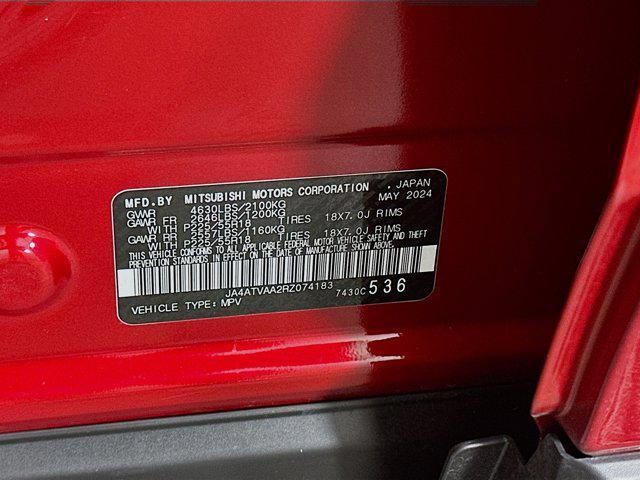 MFD.BY MITSUBISHI MOTORS CORPORATION , JAPAN
GVWR 4630LBS/2100KG MAY 2024
GAWR FR 2646LBS/1200KG
WITH P225/55R18 TIRES 18X7.0J RIMS
GAWR RR 2557LBS/1160KG
WITH P225/55R18 TIRES 18X7.0J RIMS
THIS VEHICLE CONFORMS TO ALL APPLICABLE FEDERAL MOTOR VEHICLE SAFETY AND THEFT
PREVENTION STANDARDS IN EFFECT ON THE DATE OF MANUFACTURE SHOWN ABOVE.
JA4ATVAA2RZ074183 7430C 536
VEHICLE TYPE: MPV